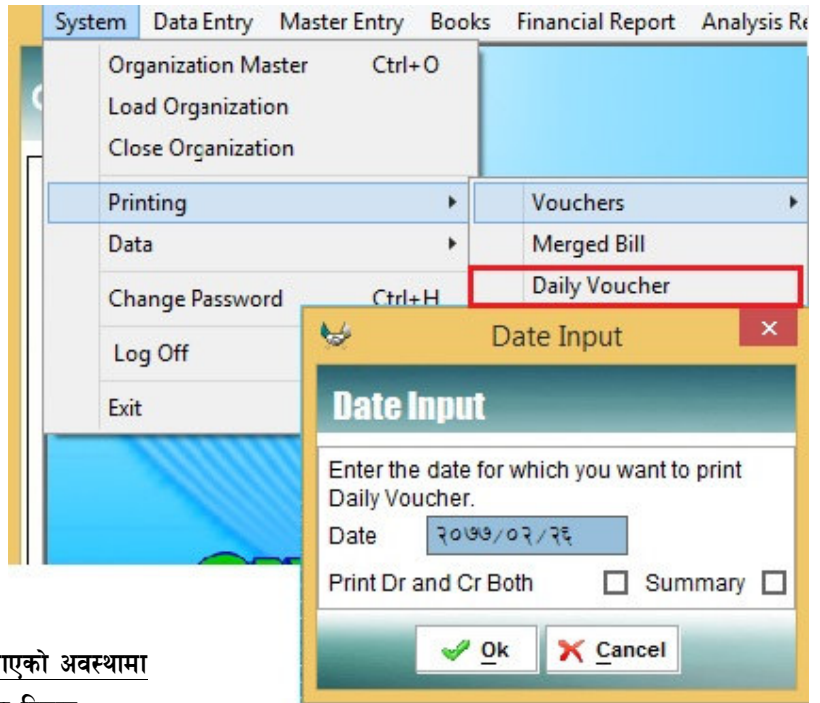 System Data Entry Master Entry Books Financial Report Analysis
Organization Master Ctrl+O
Load Organization
Close Organization
Printing
Vouchers
Data
Merged Bill
Daily Voucher
Change Password Ctrl+H
Log Off
Exit
Date Input
Date Input
Enter the date for which you want to print
Daily Voucher.
Date २०७७/०२/२६
Print Dr and Cr Both Summary
Ok Cancel
अवस्थामा